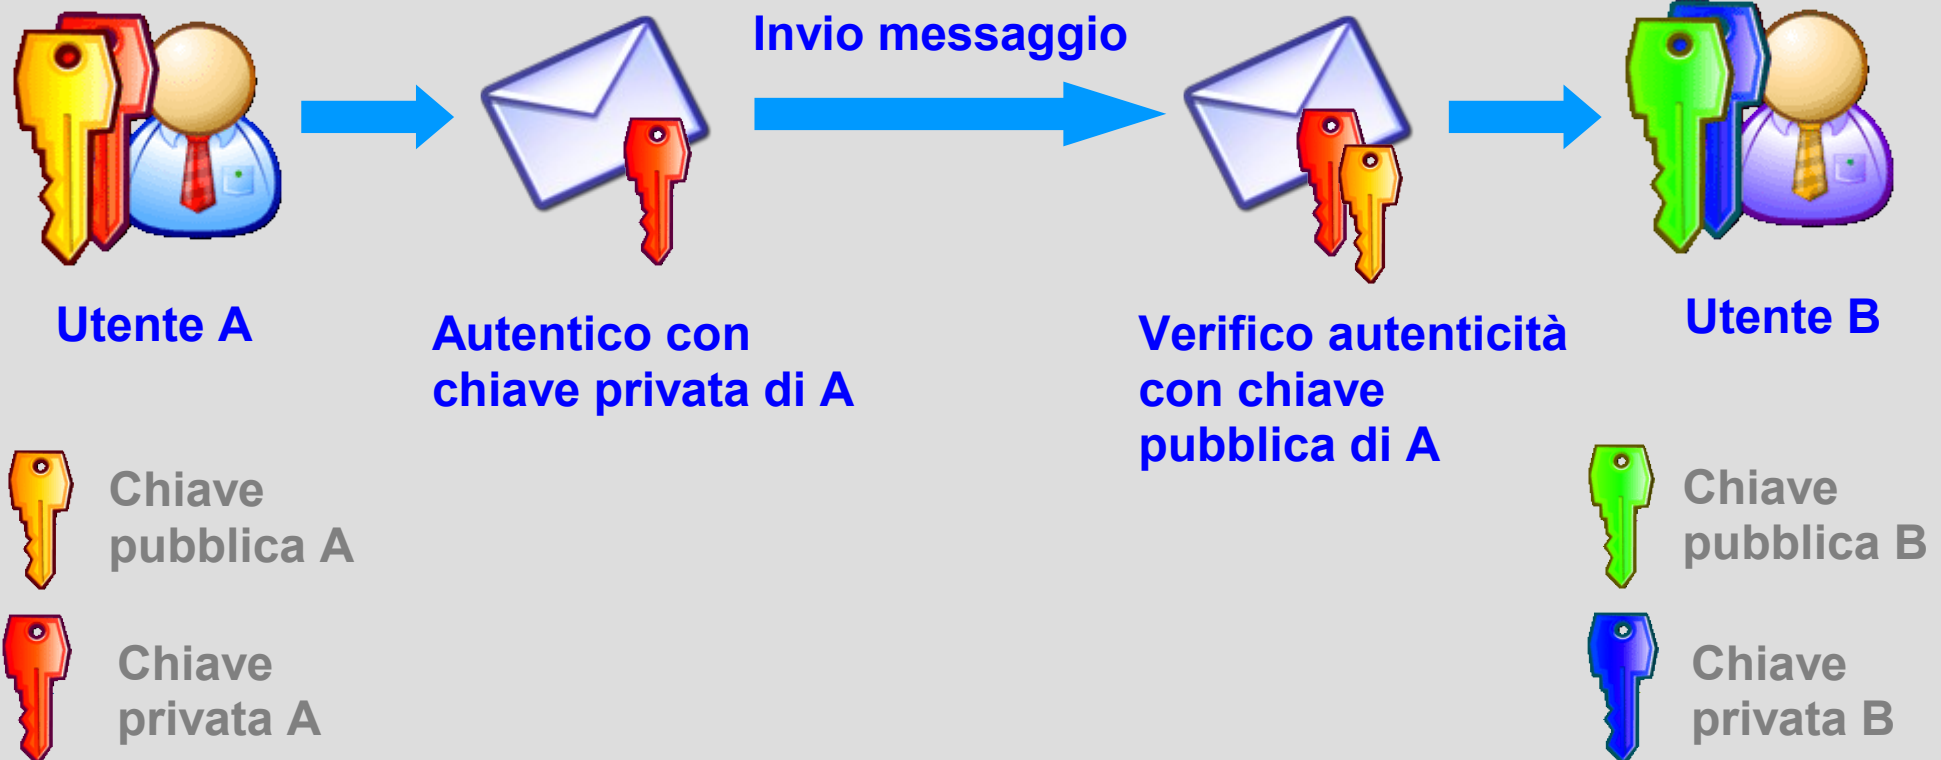 Invio messaggio
Utente A
Autentico con
chiave privata di A
Verifico autenticità
con chiave
pubblica di A
Utente B
Chiave
pubblica A
Chiave
privata A
Chiave
pubblica B
Chiave
privata B